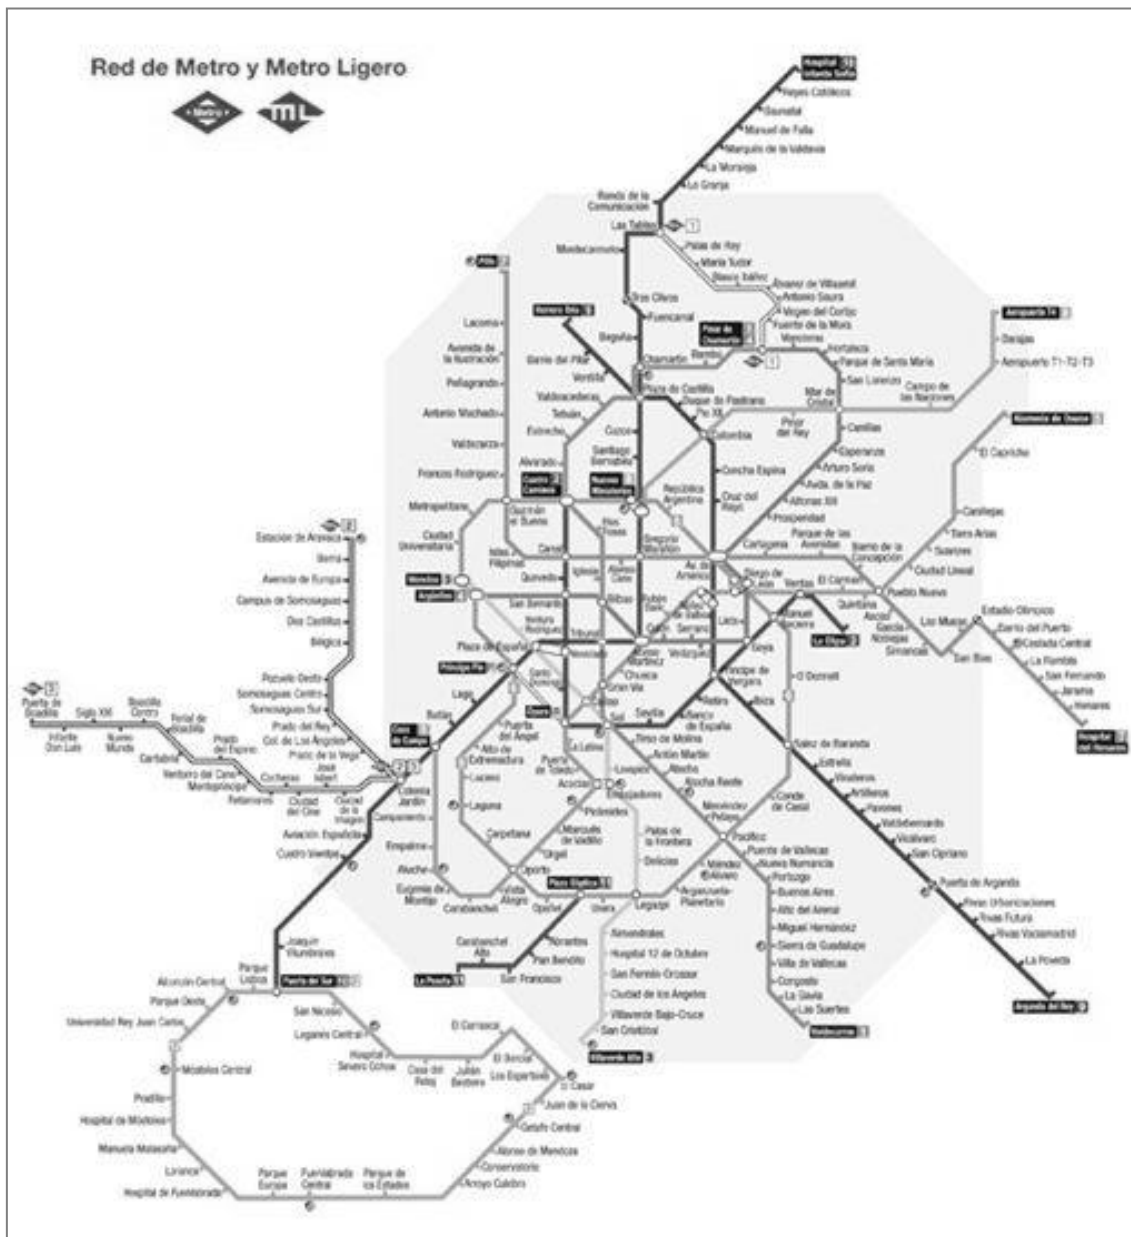 Red de Metro y Metro Ligero
Metro
ML
Hospital
Infanta Sofía
Reyes Católicos
Baunatal
Manuel de Falla
Marqués de la Valdavia
La Moraleja
La Granja
Ronda de la
Comunicación
Las Tablas
1
Palas de Rey
María Tudor
Blasco Ibáñez
Álvarez de Villaamil
Antonio Saura
Virgen del Cortijo
Fuente de la Mora
Montecarmelo
Tres Olivos
Fuencarral
Begoña
Chamartín
Bambú
Pinar de
Chamartín
1
Manoteras
Hortaleza
Parque de Santa María
San Lorenzo
Mar de
Cristal
Campo de
las Naciones
Aeropuerto T4
Barajas
Aeropuerto T1-T2-T3
Pitis
Lacoma
Avenida de
la Ilustración
Peñagrande
Antonio Machado
Valdezarza
Francos Rodríguez
Herrera Oria
Barrio del Pilar
Ventilla
Plaza de Castilla
Valdeacederas
Tetuán
Estrecho
Alvarado
Cuatro
Caminos
Cuzco
Santiago
Bernabéu
Nuevos
Ministerios
Duque de Pastrana
Pío XII
Colombia
Pinar
del Rey
Concha Espina
Cruz del
Rayo
República
Argentina
Canillas
Esperanza
Arturo Soria
Avda. de la Paz
Alfonso XIII
Prosperidad
Alameda de Osuna
El Capricho
Canillejas
Torre Arias
Suanzes
Ciudad Lineal
Pueblo Nuevo
Metropolitano
Guzmán
el Bueno
Ciudad
Universitaria
Islas
Filipinas
Canal
Ríos
Rosas
Gregorio
Marañón
Alonso
Cano
Iglesia
Quevedo
Moncloa
Argüelles
San Bernardo
Bilbao
Rubén
Darío
Av. de
América
Cartagena
Parque de las
Avenidas
Barrio de la
Concepción
Diego de
León
Núñez
de Balboa
Ventas
El Carmen
Quintana
Ascao
García
Noblejas
Simancas
San Blas
Las Musas
Estadio Olímpico
Barrio del Puerto
Coslada Central
La Rambla
San Fernando
Jarama
Henares
Hospital
del Henares
Manuel
Becerra
La Elipa
Ventura
Rodríguez
Plaza de España
Noviciado
Tribunal
Alonso
Martínez
Colón
Serrano
Velázquez
Lista
Goya
O'Donnell
Príncipe de
Vergara
Príncipe Pío
Santo
Domingo
Chueca
Gran Vía
Callao
Ópera
Sol
Sevilla
Banco
de España
Retiro
Ibiza
Sainz de Baranda
Estrella
Vinateros
Artilleros
Pavones
Valdebernardo
Vicálvaro
San Cipriano
Puerta de Arganda
Rivas Urbanizaciones
Rivas Futura
Rivas Vaciamadrid
La Poveda
Arganda del Rey
2
Estación de Aravaca
Berna
Avenida de Europa
Campus de Somosaguas
Dos Castillas
Bélgica
Pozuelo Oeste
Somosaguas Centro
Somosaguas Sur
Prado del Rey
Col. de Los Ángeles
Prado de la Vega
3
Puerta de
Boadilla
Infante
Don Luis
Siglo XXI
Nuevo
Mundo
Boadilla
Centro
Ferial de
Boadilla
Cantabria
Prado
del Espino
Ventorro del Cano
Montepríncipe
Retamares
Cocheras
Ciudad
del Cine
José
Isbert
Ciudad
de la
Imagen
Colonia
Jardín
Lago
Batán
Casa
de Campo
Puerta
del Ángel
Alto de
Extremadura
Lucero
Laguna
Carpetana
Campamento
Empalme
Aluche
Eugenia de
Montijo
Carabanchel
Vista
Alegre
Oporto
Urgel
Marqués
de Vadillo
Pirámides
Acacias
Puerta
de Toledo
La Latina
Lavapiés
Embajadores
Palos de
la Frontera
Delicias
Legazpi
Tirso de Molina
Antón Martín
Atocha
Atocha Renfe
Menéndez
Pelayo
Conde
de Casal
Pacífico
Méndez
Álvaro
Arganzuela-
Planetario
Puente de Vallecas
Nueva Numancia
Portazgo
Buenos Aires
Alto del Arenal
Miguel Hernández
Sierra de Guadalupe
Villa de Vallecas
Congosto
La Gavia
Las Suertes
Valdecarros
Plaza Elíptica
Opañel
Usera
Abrantes
Pan Bendito
San Francisco
Carabanchel
Alto
La Peseta
Almendrales
Hospital 12 de Octubre
San Fermín-Orcasur
Ciudad de los Ángeles
Villaverde Bajo-Cruce
San Cristóbal
Villaverde Alto
Aviación Española
Cuatro Vientos
Joaquín
Vilumbrales
Puerta del Sur
Parque
Lisboa
Alcorcón Central
Parque Oeste
Universidad Rey Juan Carlos
Móstoles Central
Pradillo
Hospital de Móstoles
Manuela Malasaña
Loranca
Hospital de Fuenlabrada
Parque
Europa
Fuenlabrada
Central
Parque de
los Estados
Arroyo Culebro
Conservatorio
Alonso de Mendoza
Getafe Central
Juan de la Cierva
El Casar
Los Espartales
El Bercial
El Carrascal
Julián
Besteiro
Casa del
Reloj
Hospital
Severo Ochoa
Leganés Central
San Nicasio